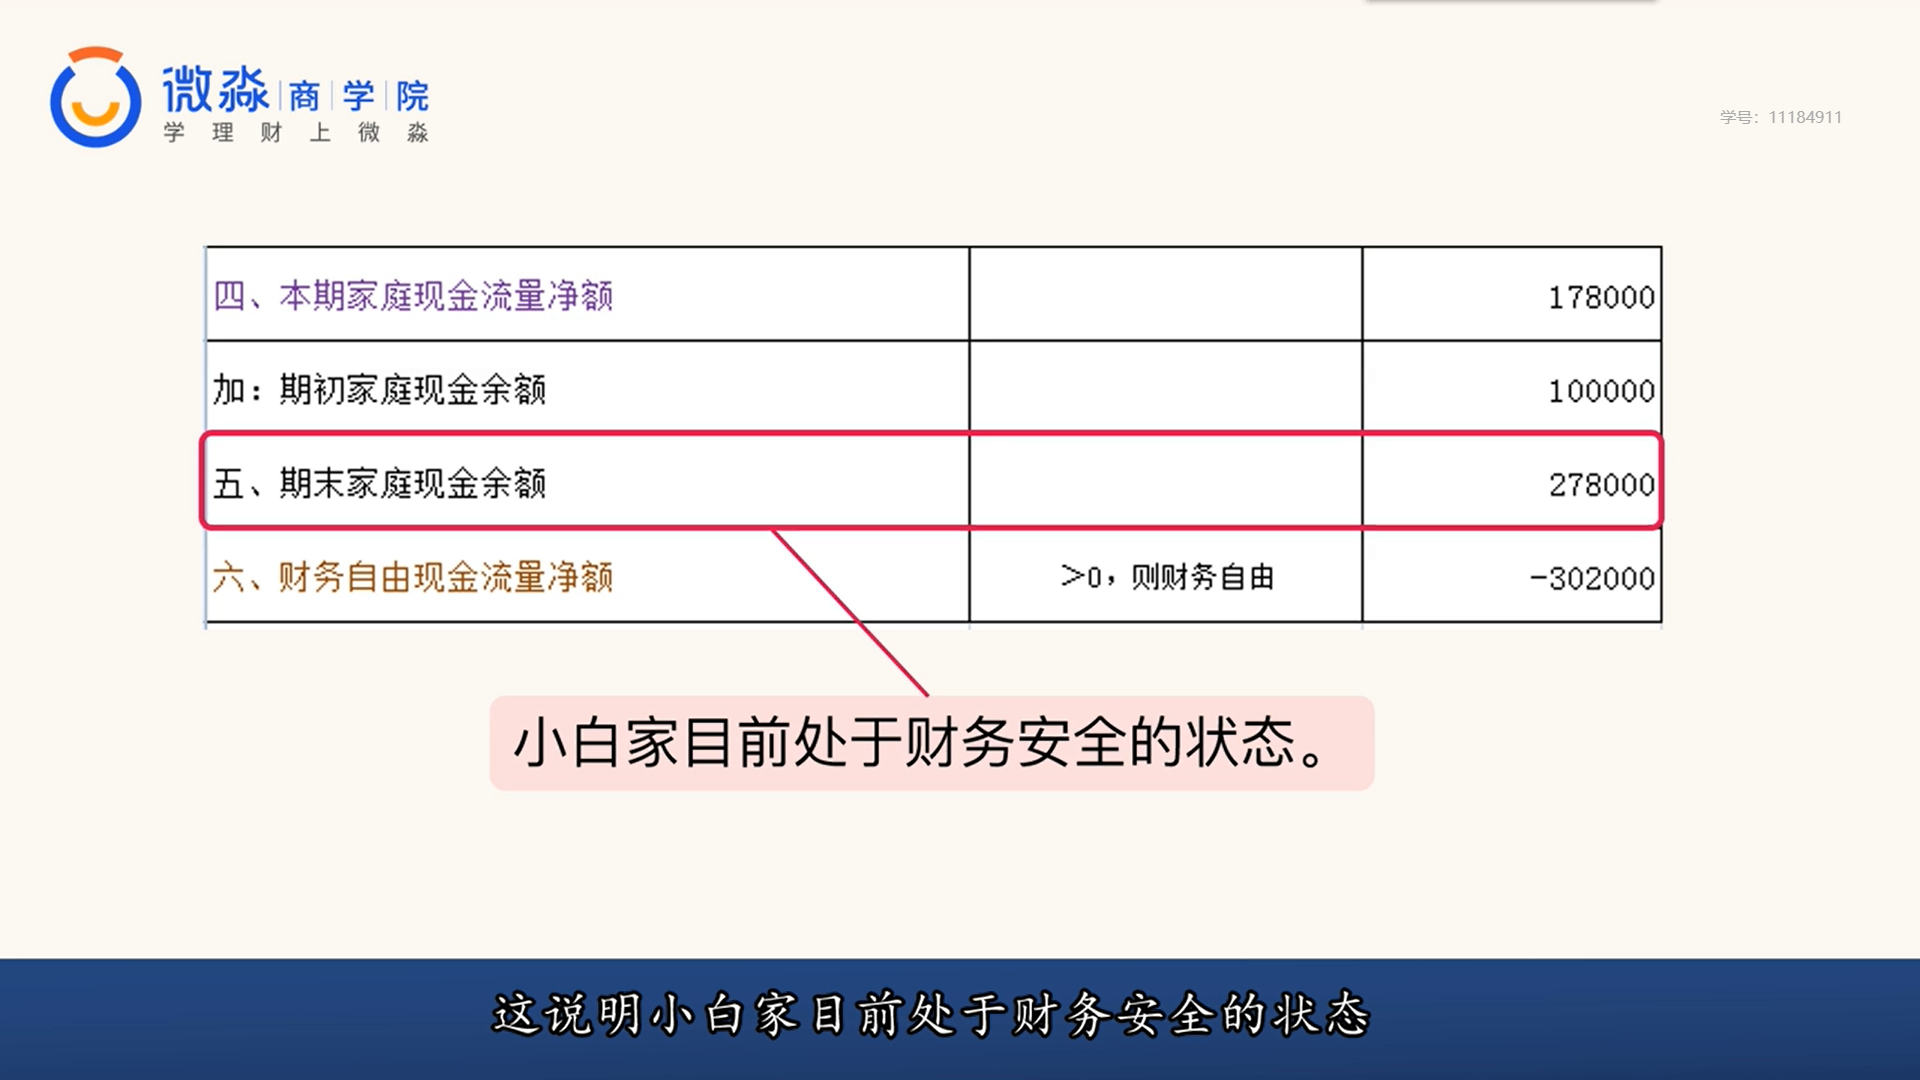 微淼商学院
学理财上微淼
学号：11184911
四、本期家庭现金流量净额 178000
加：期初家庭现金余额 100000
五、期末家庭现金余额 278000
六、财务自由现金流量净额 >0，则财务自由 -302000
小白家目前处于财务安全的状态。
这说明小白家目前处于财务安全的状态